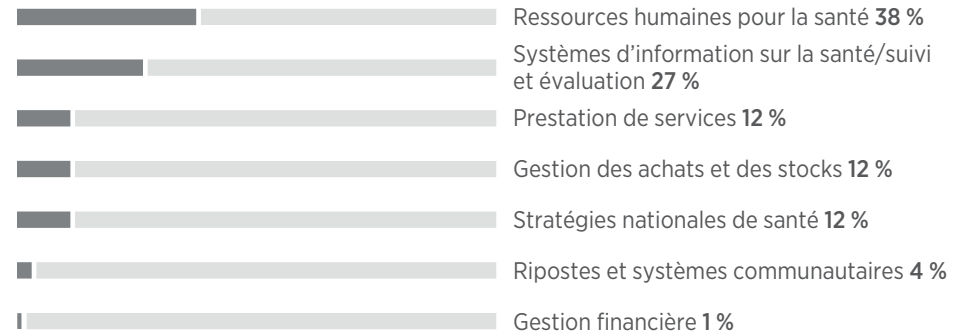 Ressources humaines pour la santé 38 %
Systèmes d'information sur la santé/suivi
et évaluation 27 %
Prestation de services 12 %
Gestion des achats et des stocks 12 %
Stratégies nationales de santé 12 %
Ripostes et systèmes communautaires 4 %
Gestion financière 1 %